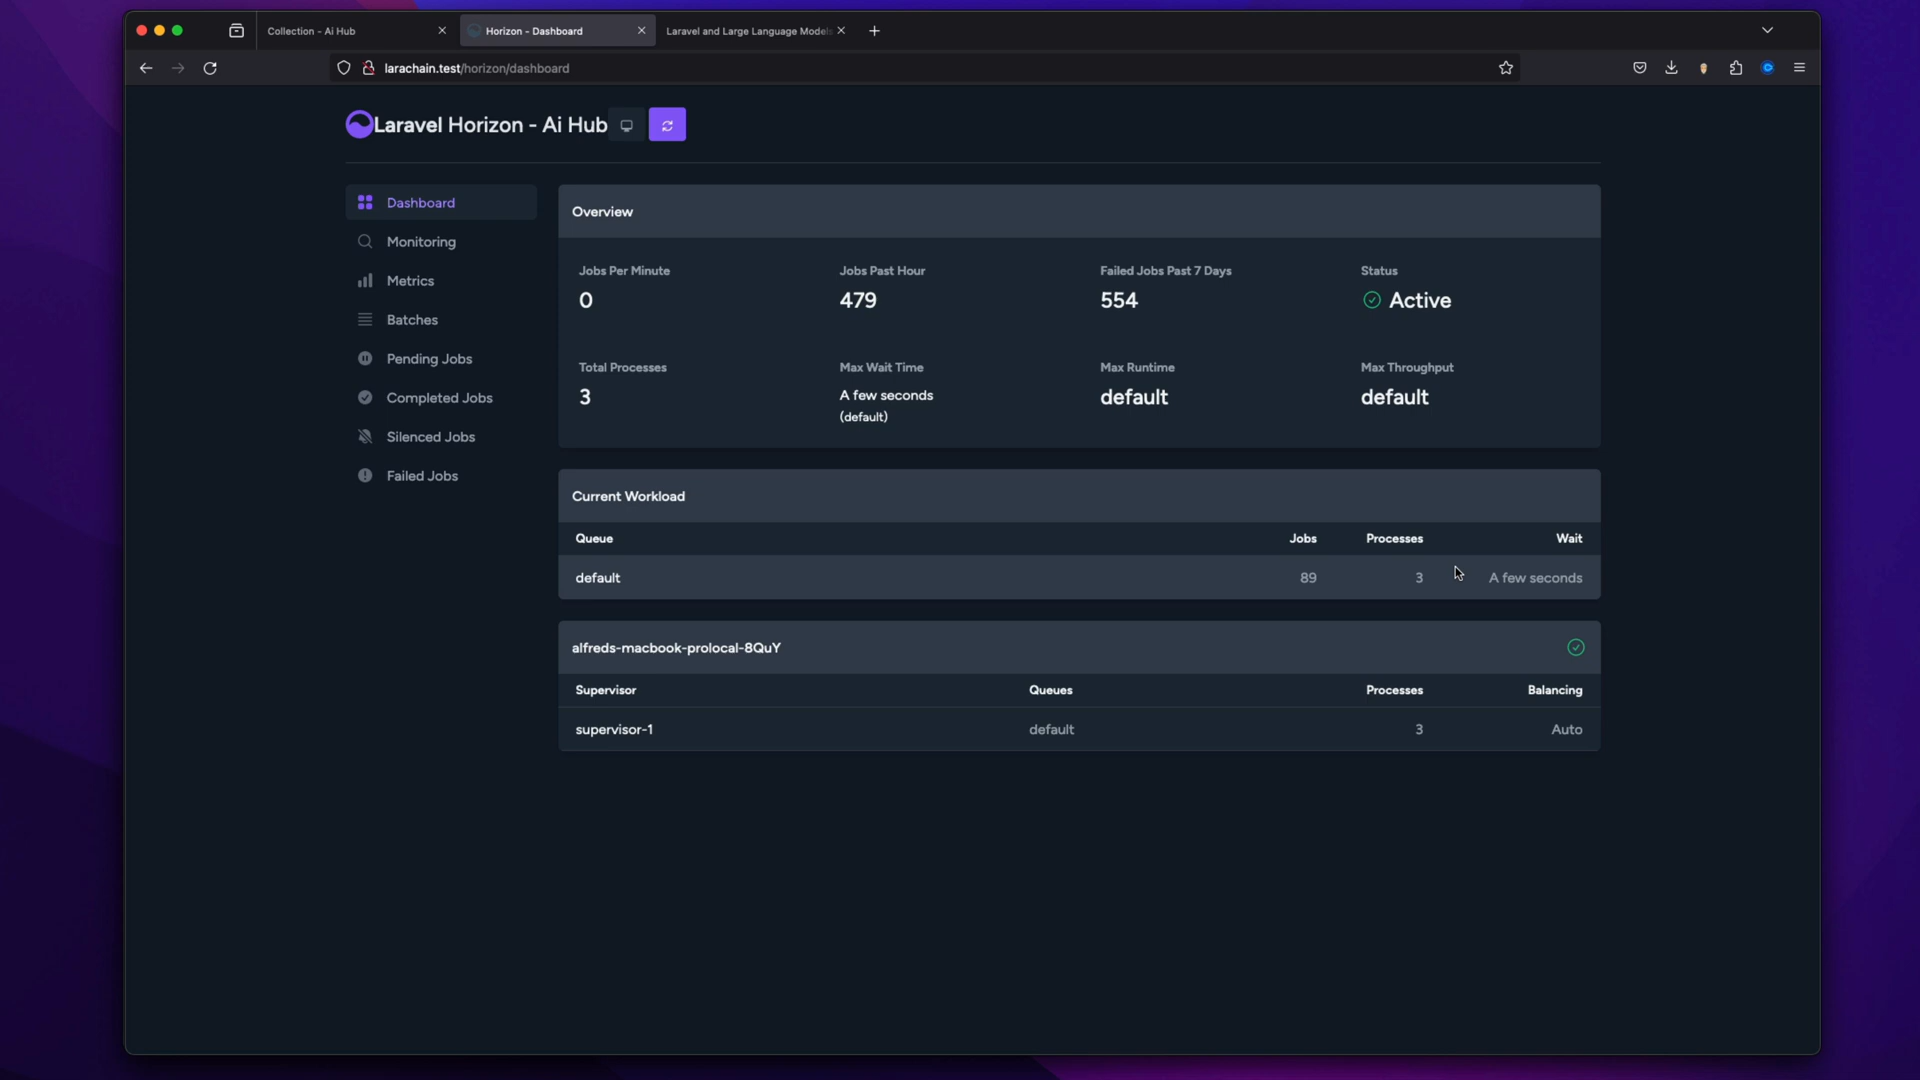 Collection - Ai Hub
Horizon - Dashboard
Laravel and Large Language Models
larachain.test/horizon/dashboard
Laravel Horizon - Ai Hub
Dashboard
Monitoring
Metrics
Batches
Pending Jobs
Completed Jobs
Silenced Jobs
Failed Jobs
Overview
Jobs Per Minute
0
Jobs Past Hour
479
Failed Jobs Past 7 Days
554
Status
Active
Total Processes
3
Max Wait Time
A few seconds
(default)
Max Runtime
default
Max Throughput
default
Current Workload
Queue Jobs Processes Wait
default 89 3 A few seconds
alfreds-macbook-prolocal-8QuY
Supervisor Queues Processes Balancing
supervisor-1 default 3 Auto